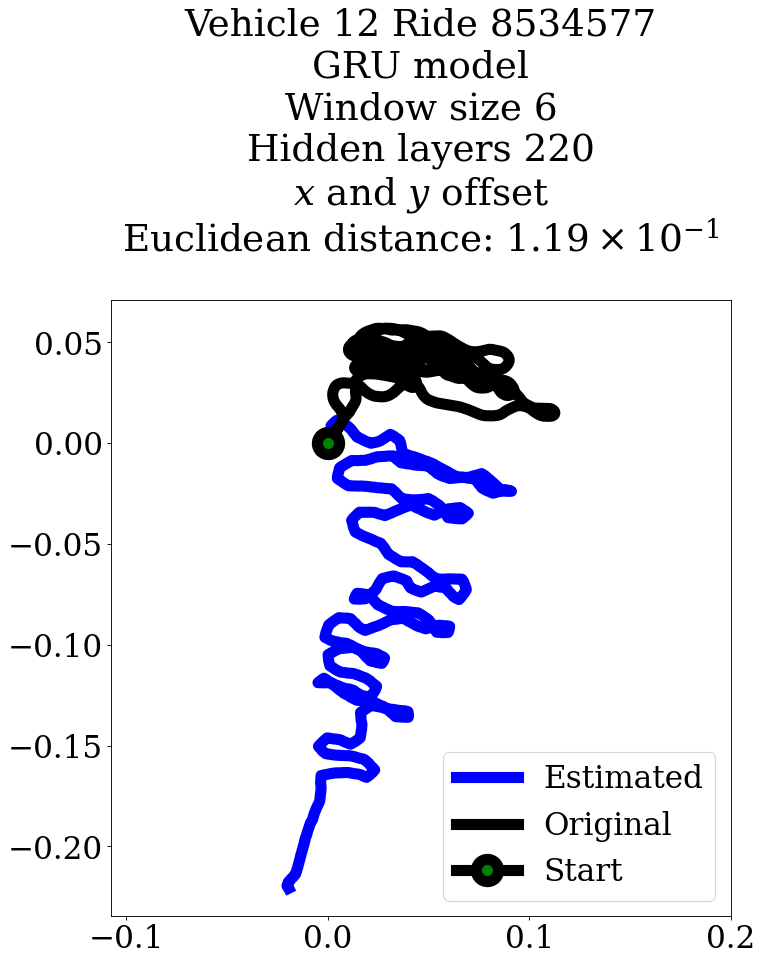 Vehicle 12 Ride 8534577
GRU model
Window size 6
Hidden layers 220
x and y offset
Euclidean distance: 1.19 × 10⁻¹
0.05
0.00
−0.05
−0.10
−0.15
−0.20
−0.1
0.0
0.1
0.2
Estimated
Original
Start